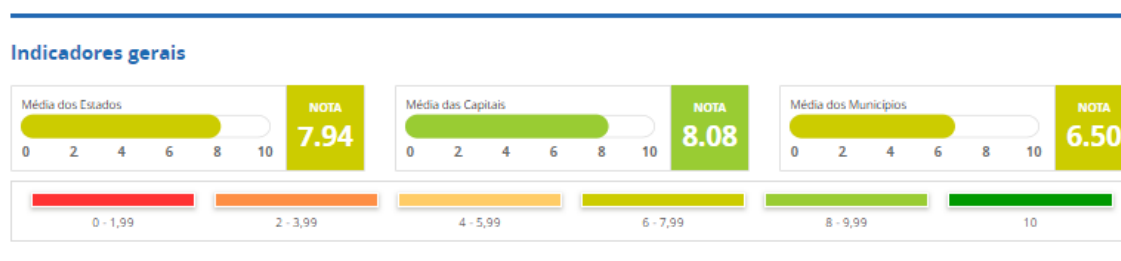 Indicadores gerais
Média dos Estados
NOTA
7.94
0 2 4 6 8 10
Média das Capitais
NOTA
8.08
0 2 4 6 8 10
Média dos Municípios
NOTA
6.50
0 2 4 6 8 10
0 - 1,99 2 - 3,99 4 - 5,99 6 - 7,99 8 - 9,99 10